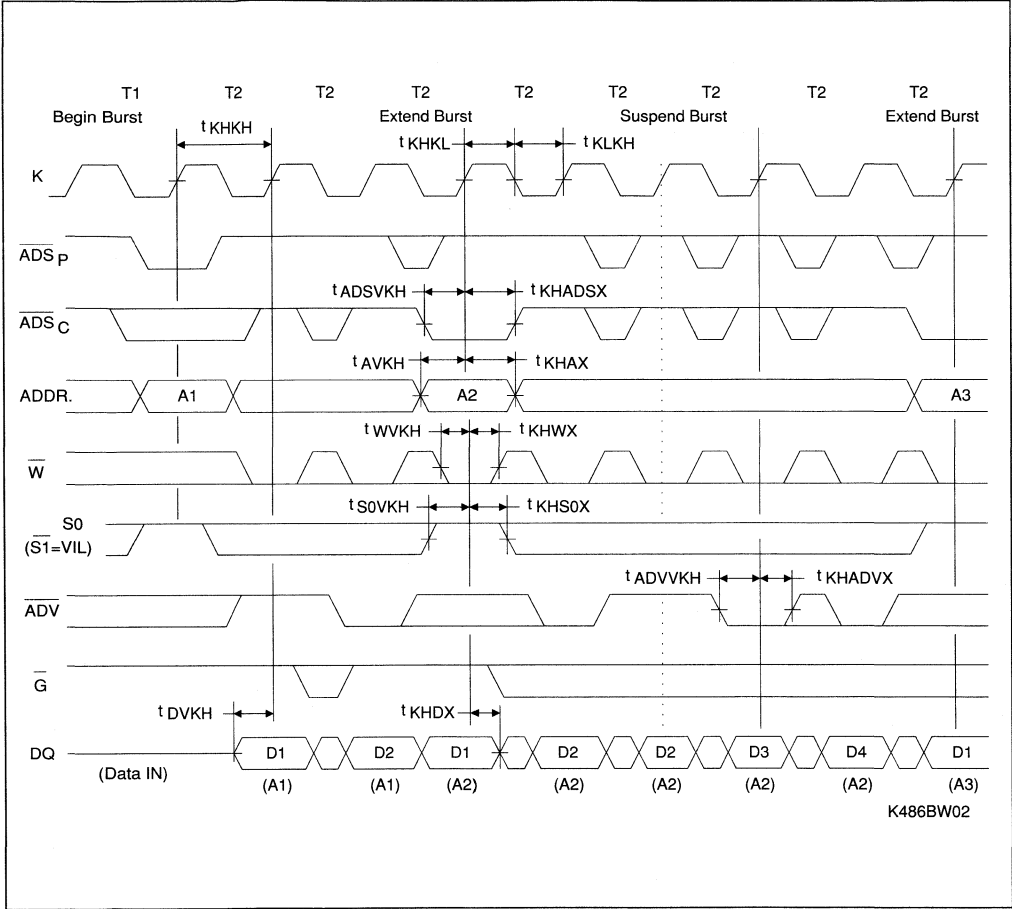 T1 T2 T2 T2 T2 T2 T2 T2 T2
Begin Burst Extend Burst Suspend Burst Extend Burst
t KHKH t KHKL t KLKH
K
ADS P
t ADSVKH t KHADSX
ADS C
t AVKH t KHAX
ADDR. A1 A2 A3
t WVKH t KHWX
W
S0 t S0VKH t KHS0X
(S1=VIL)
t ADVVKH t KHADVX
ADV
G
t DVKH t KHDX
DQ D1 D2 D1 D2 D2 D3 D4 D1
(Data IN) (A1) (A1) (A2) (A2) (A2) (A2) (A2) (A3)
K486BW02